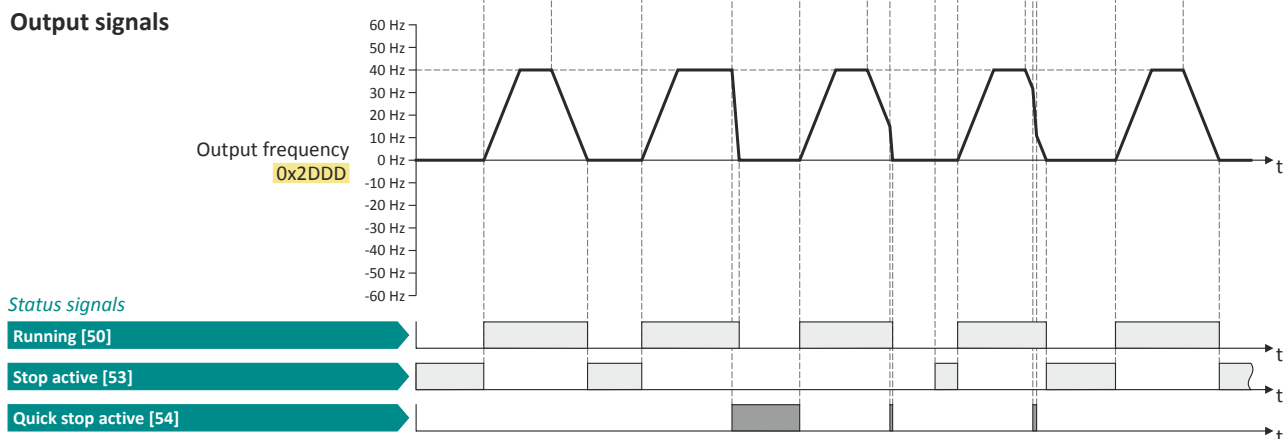 Output signals
60 Hz
50 Hz
40 Hz
30 Hz
20 Hz
10 Hz
0 Hz
-10 Hz
-20 Hz
-30 Hz
-40 Hz
-50 Hz
-60 Hz
Output frequency
0x2DDD
t
Status signals
Running [50]
t
Stop active [53]
t
Quick stop active [54]
t